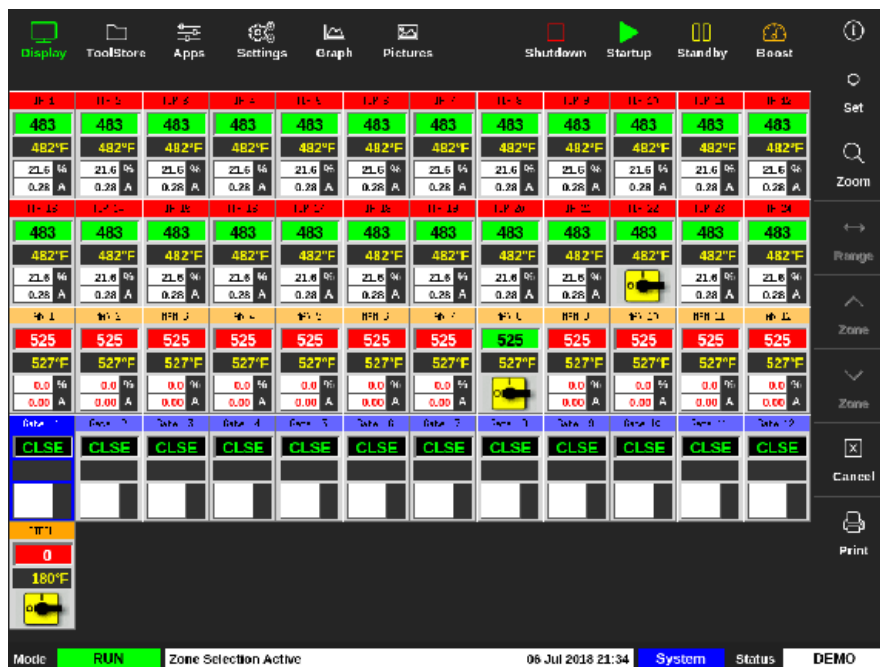 Display ToolStore Apps Settings Graph Pictures Shutdown Startup Standby Boost
Set
483 483 483 483 483 483 483 483 483 483 483 483
482°F 482°F 482°F 482°F 482°F 482°F 482°F 482°F 482°F 482°F 482°F 482°F
21.6 % 21.6 % 21.6 % 21.6 % 21.6 % 21.6 % 21.6 % 21.6 % 21.6 % 21.6 % 21.6 % 21.6 %
Zoom
0.28 A 0.28 A 0.28 A 0.28 A 0.28 A 0.28 A 0.28 A 0.28 A 0.28 A 0.28 A 0.28 A 0.28 A
483 483 483 483 483 483 483 483 483 483 483 483
482°F 482°F 482°F 482°F 482°F 482°F 482°F 482°F 482°F 482°F 482°F 482°F
Range
21.6 % 21.6 % 21.6 % 21.6 % 21.6 % 21.6 % 21.6 % 21.6 % 21.6 % 21.6 % 21.6 %
0.28 A 0.28 A 0.28 A 0.28 A 0.28 A 0.28 A 0.28 A 0.28 A 0.28 A 0.28 A 0.28 A
Zone
525 525 525 525 525 525 525 525 525 525 525 525
527°F 527°F 527°F 527°F 527°F 527°F 527°F 527°F 527°F 527°F 527°F 527°F
0.0 % 0.0 % 0.0 % 0.0 % 0.0 % 0.0 % 0.0 % 0.0 % 0.0 % 0.0 % 0.0 %
0.00 A 0.00 A 0.00 A 0.00 A 0.00 A 0.00 A 0.00 A 0.00 A 0.00 A 0.00 A 0.00 A
Zone
CLSE CLSE CLSE CLSE CLSE CLSE CLSE CLSE CLSE CLSE CLSE CLSE
Cancel
0
Print
180°F
Mode RUN Zone Selection Active 06 Jul 2018 21:34 System Status DEMO